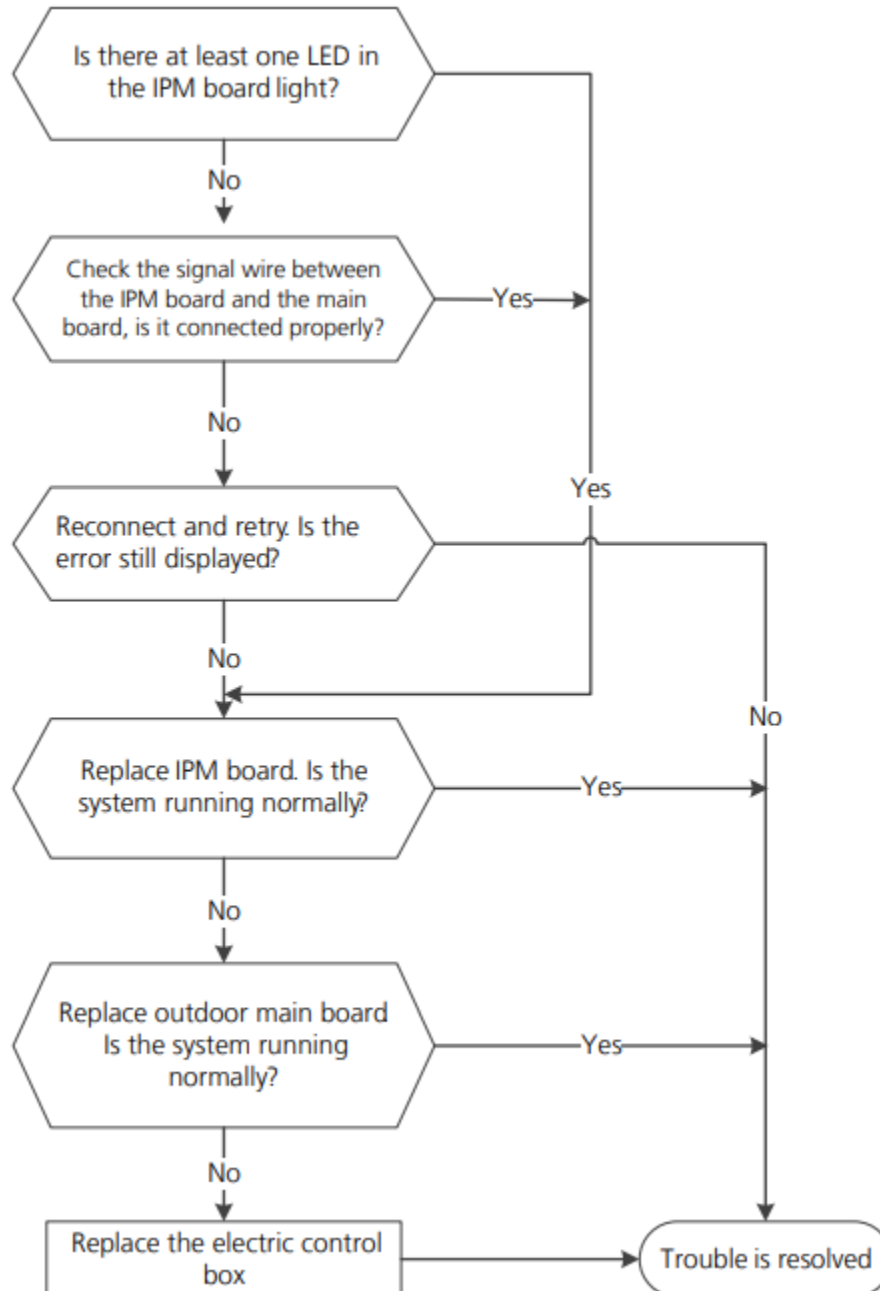 Is there at least one LED in
the IPM board light?
No
Check the signal wire between
the IPM board and the main
board, is it connected properly?
Yes
No
Yes
Reconnect and retry. Is the
error still displayed?
No
No
Replace IPM board. Is the
system running normally?
Yes
No
Replace outdoor main board
Is the system running
normally?
Yes
No
Replace the electric control
box
Trouble is resolved